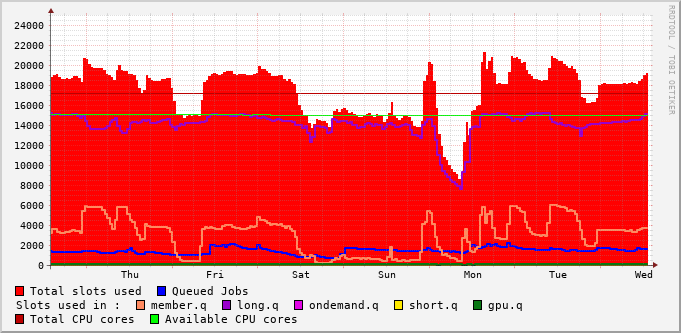 RRDTOOL / TOBI OETIKER
24000
22000
20000
18000
16000
14000
12000
10000
8000
6000
4000
2000
0
Thu Fri Sat Sun Mon Tue Wed
Total slots used Queued Jobs
Slots used in : member.q long.q ondemand.q short.q gpu.q
Total CPU cores Available CPU cores